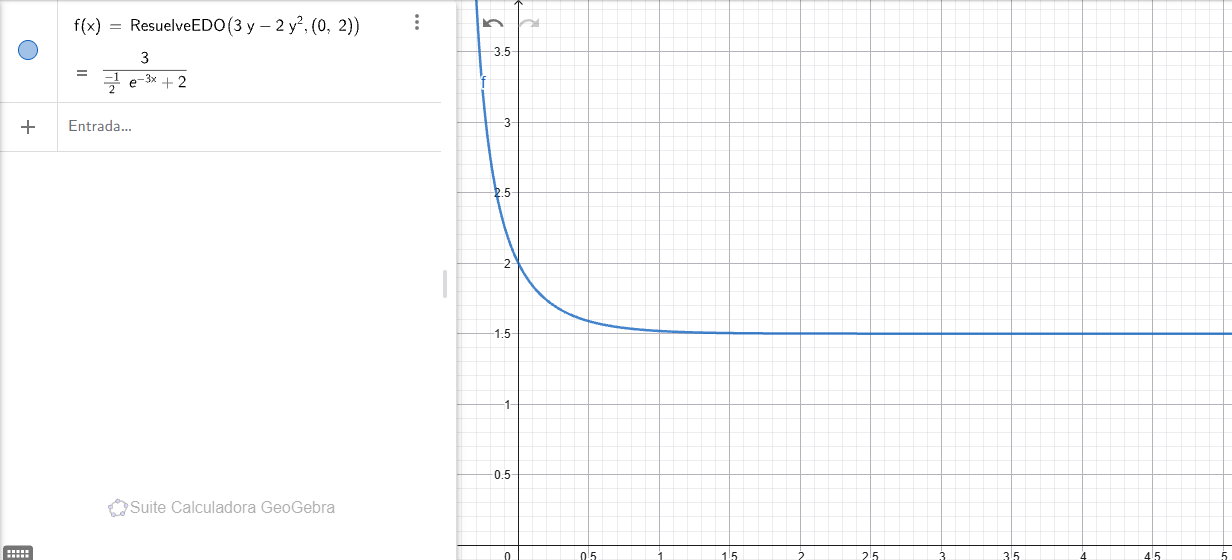 f(x) = ResuelveEDO(3 y − 2 y², (0, 2))
= 3 / (−1/2 e^(−3x) + 2)
Entrada...
Suite Calculadora GeoGebra
f
3.5
3
2.5
2
1.5
1
0.5
0 0.5 1 1.5 2 2.5 3 3.5 4 4.5 5